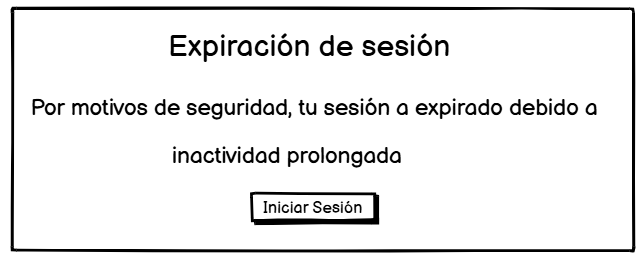 Expiración de sesión
Por motivos de seguridad, tu sesión a expirado debido a
inactividad prolongada
Iniciar Sesión